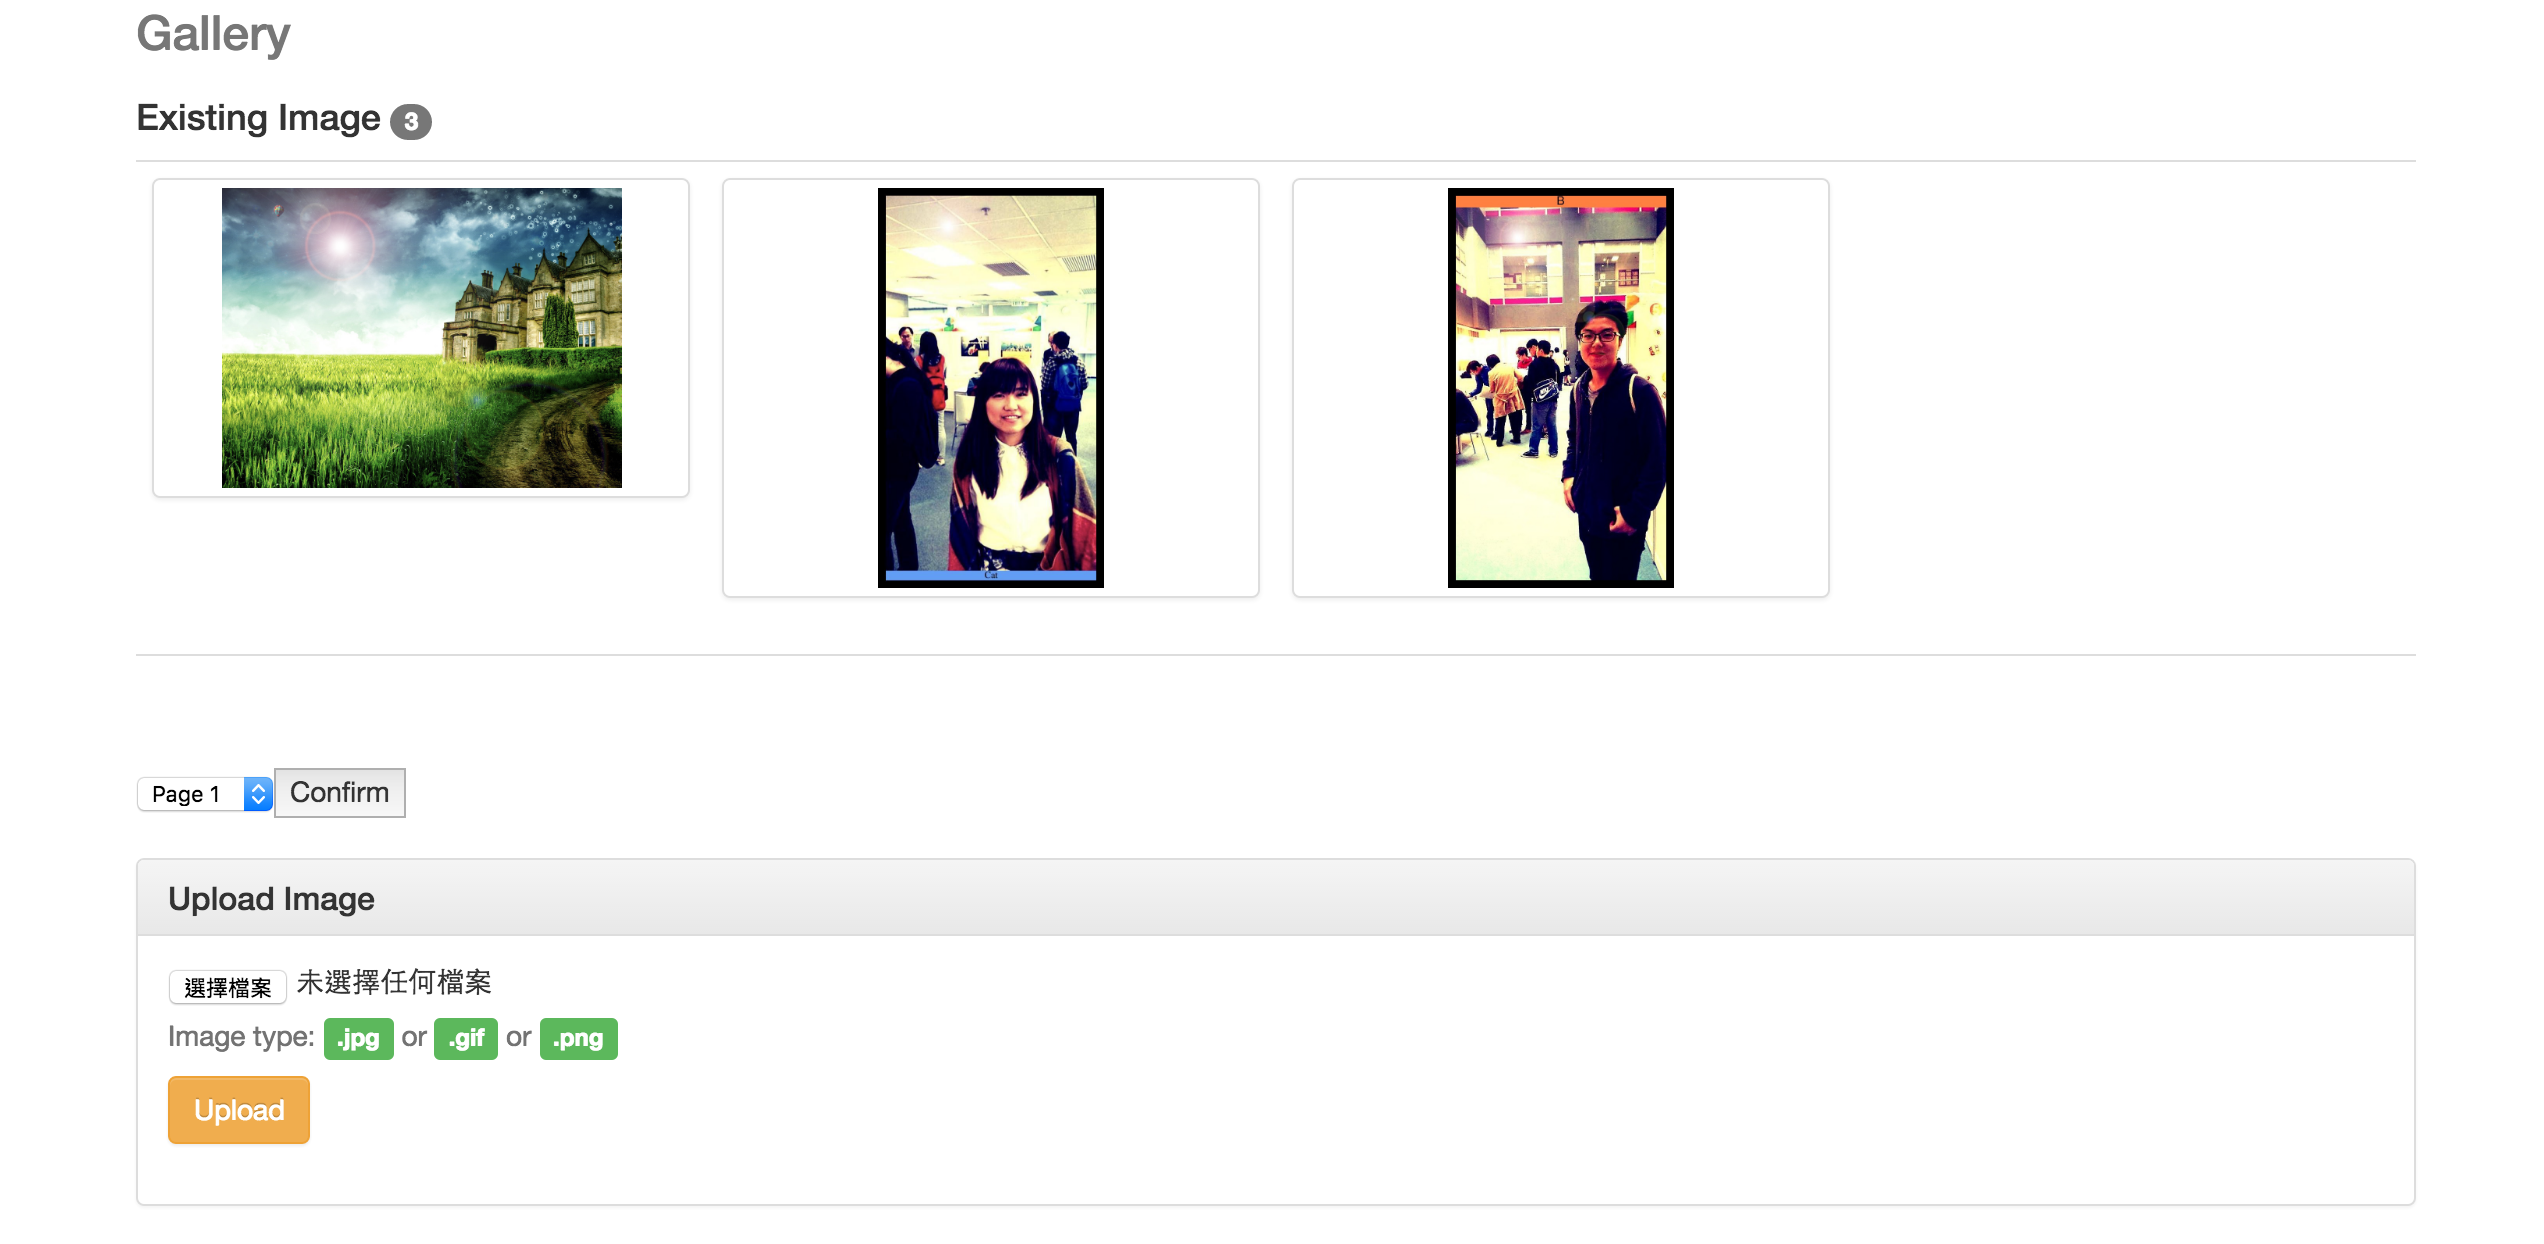 Gallery
Existing Image 3
B
Cat
Page 1 Confirm
Upload Image
選擇檔案 未選擇任何檔案
Image type: .jpg or .gif or .png
Upload